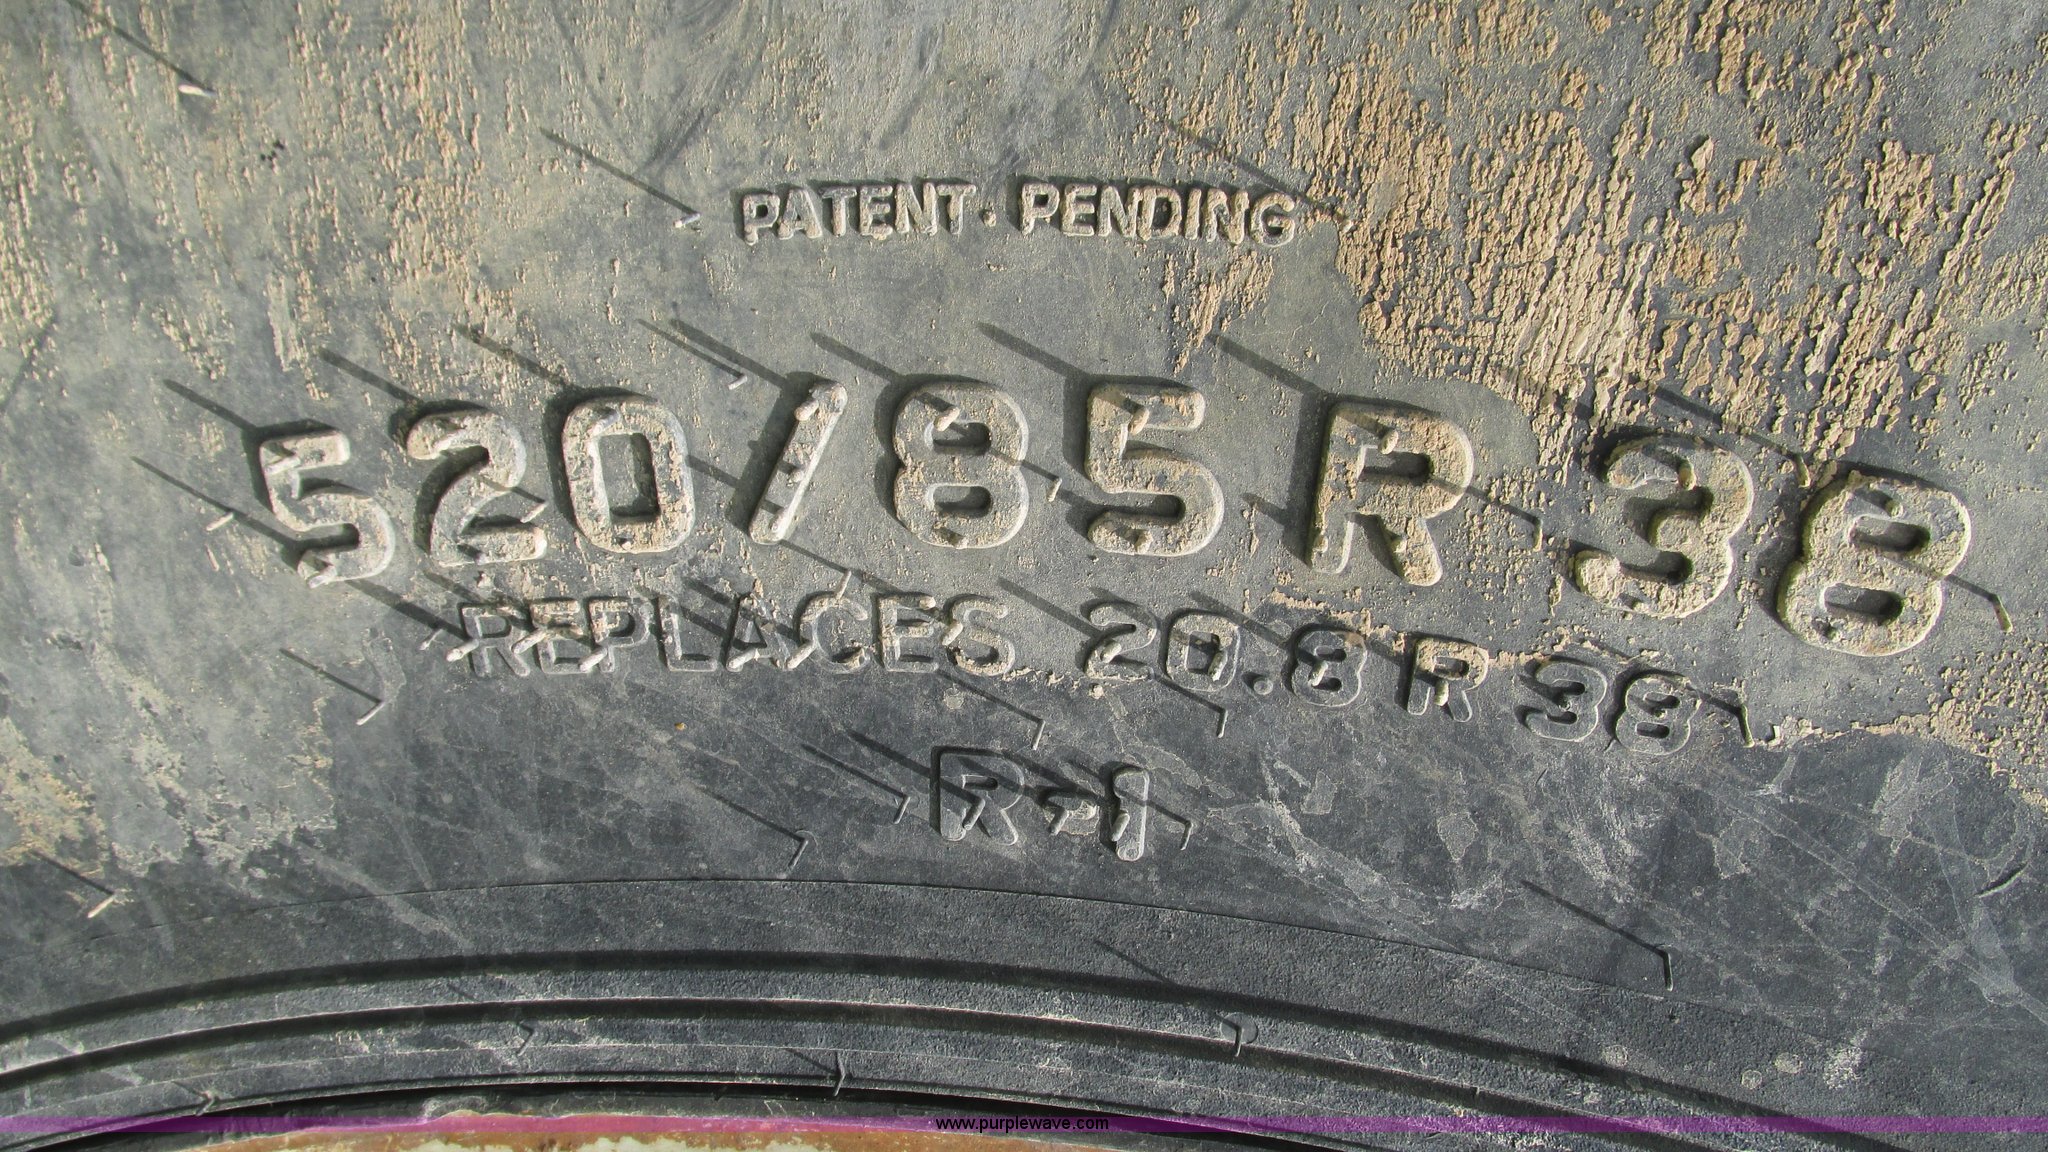 PATENT · PENDING
520/85 R 38
REPLACES 20.8 R 38
R-1
www.purplewave.com